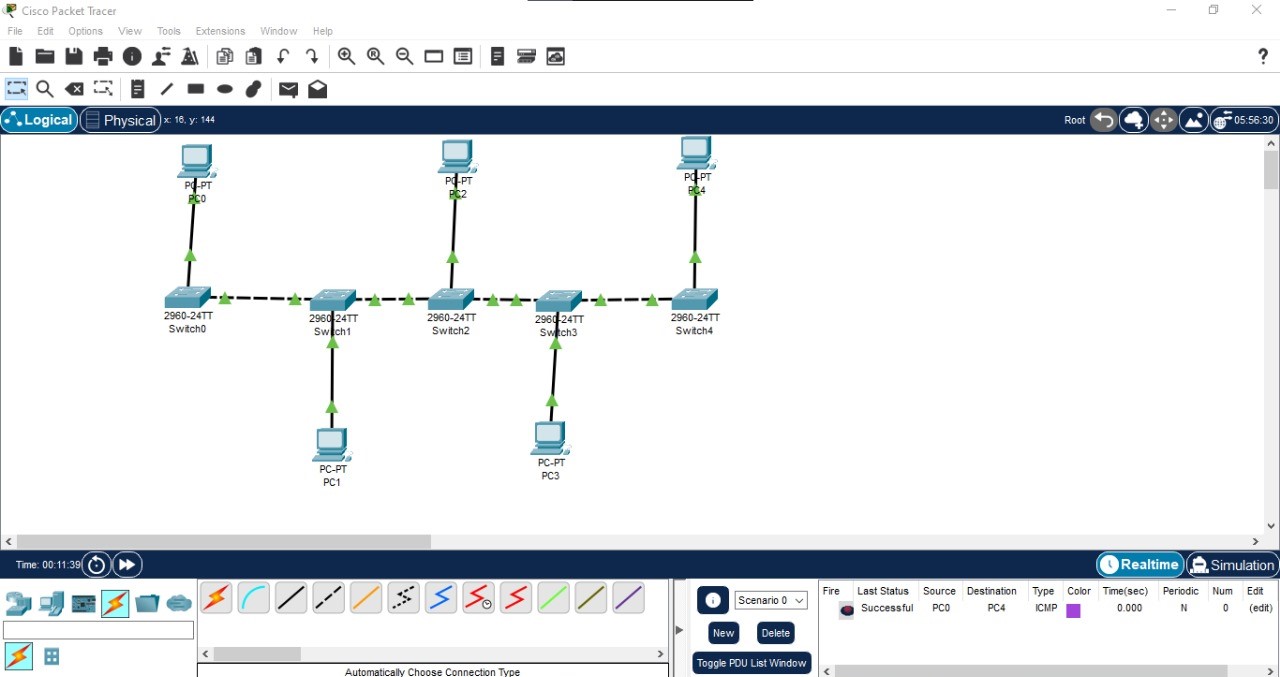 Cisco Packet Tracer
File Edit Options View Tools Extensions Window Help
?
Logical Physical x: 16, y: 144 Root 05:56:30
PC-PT
PC0
PC-PT
PC2
PC-PT
PC4
2960-24TT
Switch0
2960-24TT
Switch1
2960-24TT
Switch2
2960-24TT
Switch3
2960-24TT
Switch4
PC-PT
PC1
PC-PT
PC3
Time: 00:11:39 Realtime Simulation
Scenario 0
New Delete
Toggle PDU List Window
Fire Last Status Source Destination Type Color Time(sec) Periodic Num Edit
Successful PC0 PC4 ICMP 0.000 N 0 (edit)
Automatically Choose Connection Type